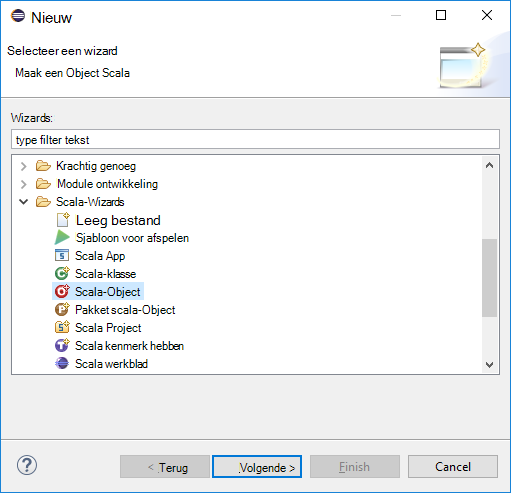 Nieuw
Selecteer een wizard
Maak een Object Scala
Wizards:
type filter tekst
Krachtig genoeg
Module ontwikkeling
Scala-Wizards
Leeg bestand
Sjabloon voor afspelen
Scala App
Scala-klasse
Scala-Object
Pakket scala-Object
Scala Project
Scala kenmerk hebben
Scala werkblad
< Terug Volgende > Finish Cancel